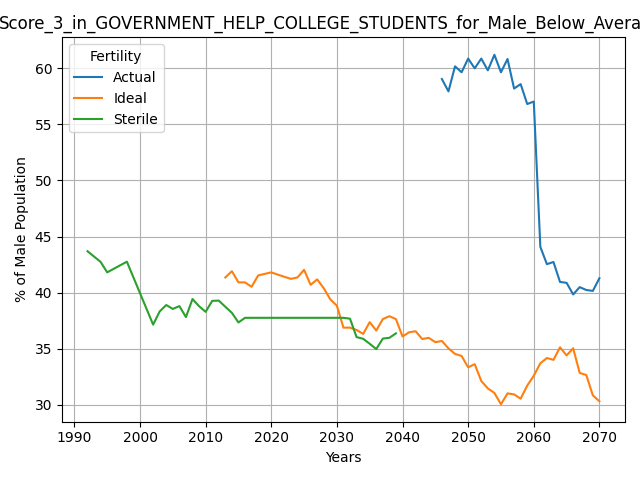 Score_3_in_GOVERNMENT_HELP_COLLEGE_STUDENTS_for_Male_Below_Avera
Fertility
Actual
Ideal
Sterile
60
55
50
45
40
35
30
% of Male Population
1990 2000 2010 2020 2030 2040 2050 2060 2070
Years